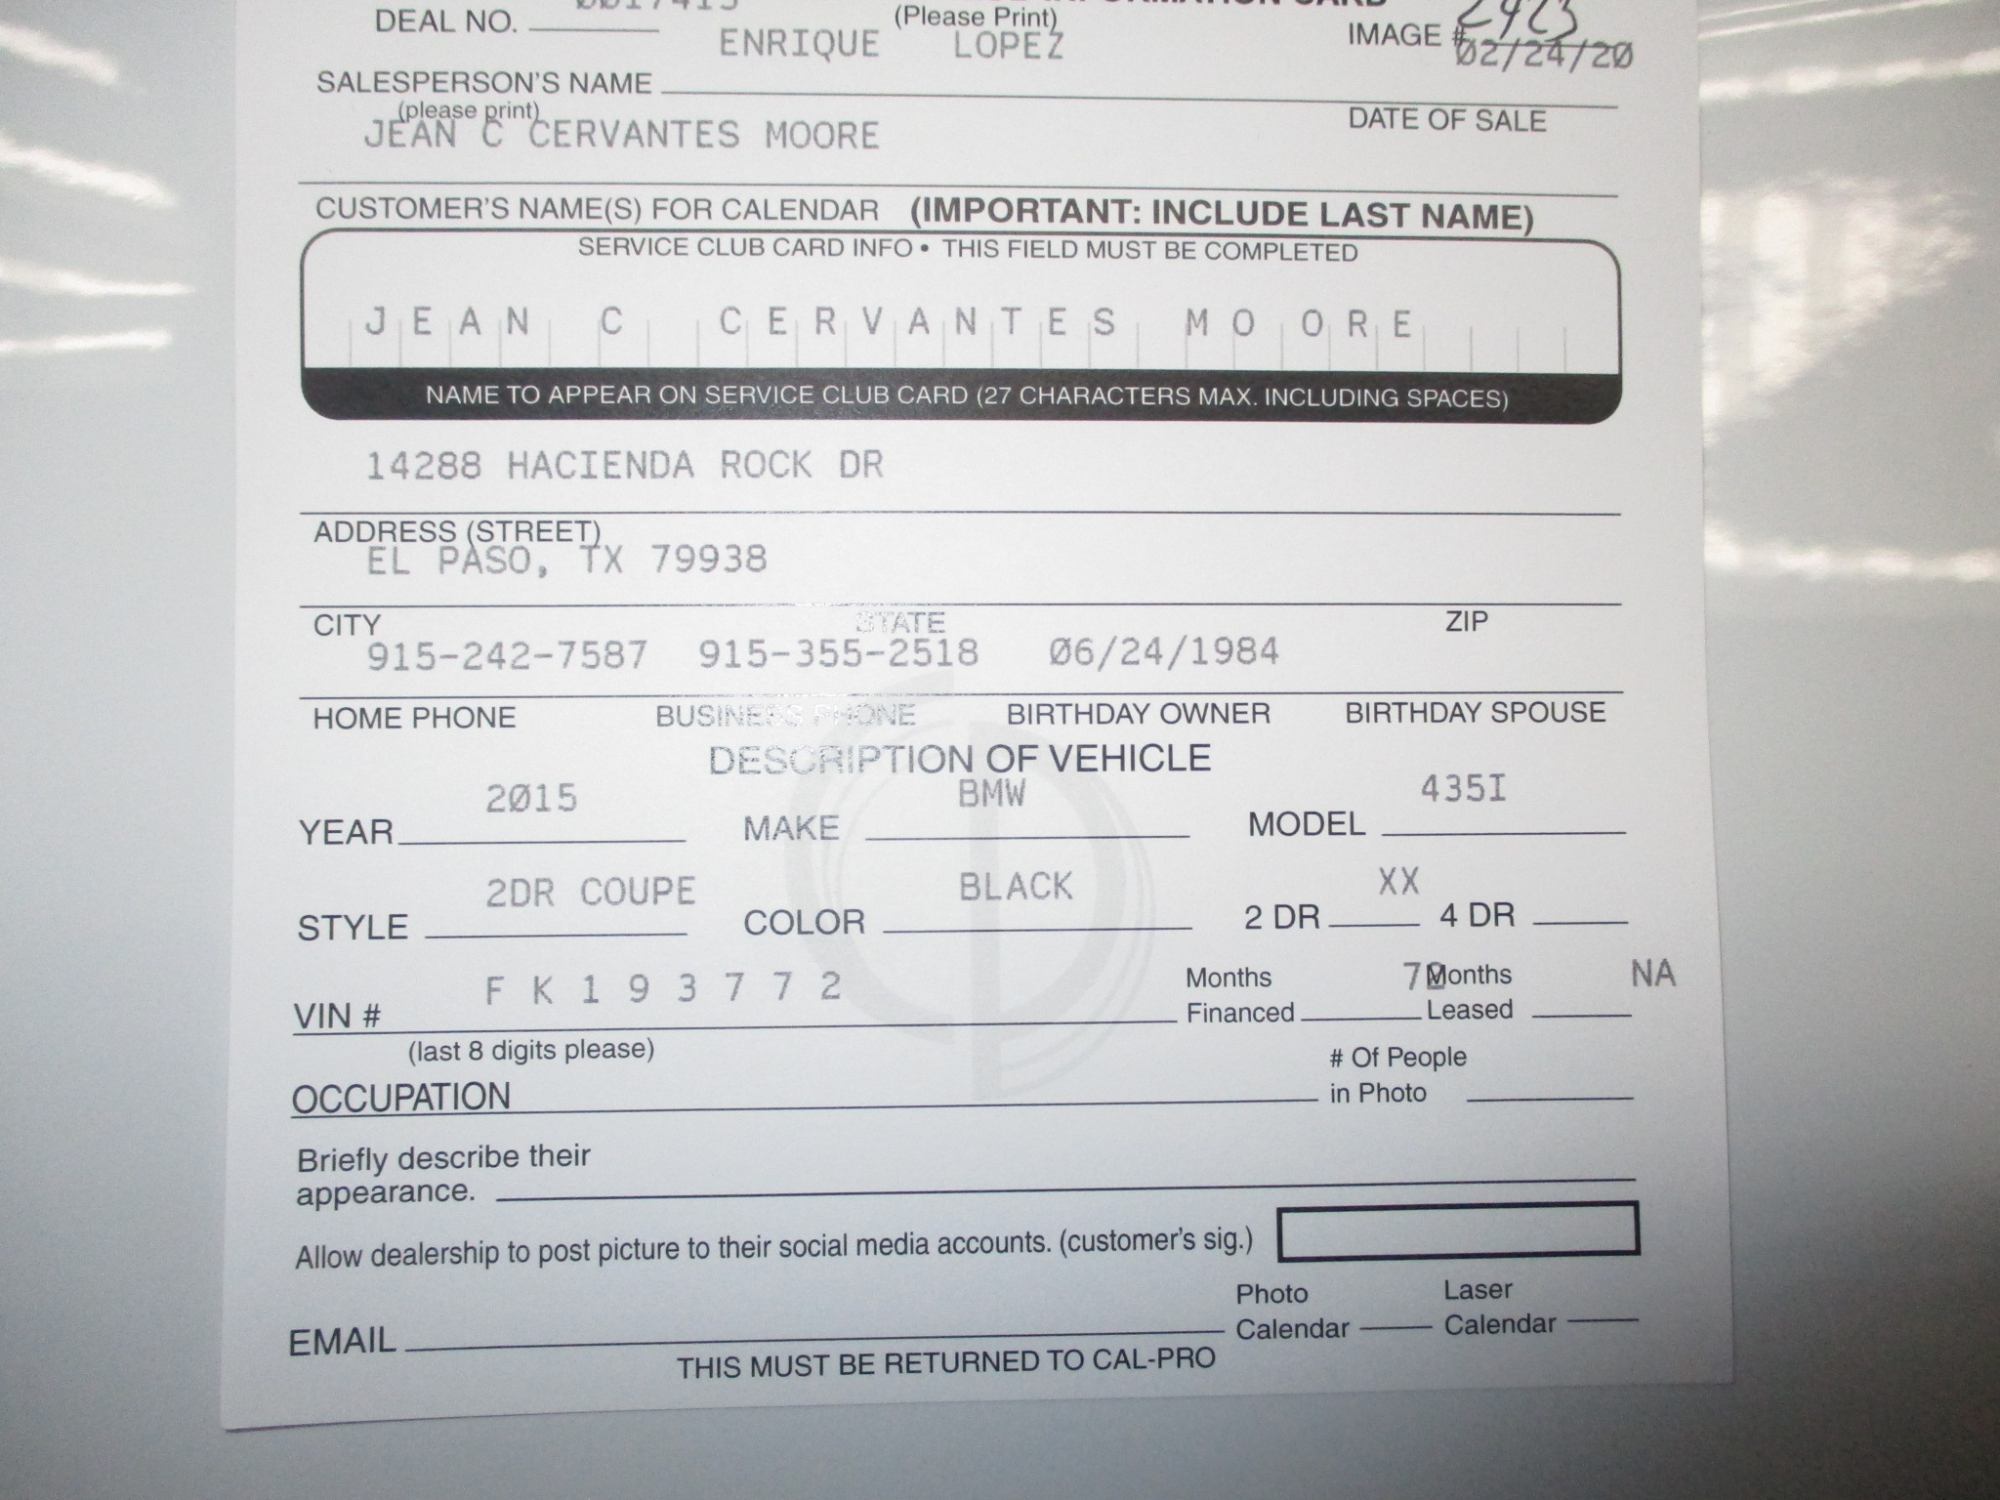 DEAL NO.
(Please Print)
IMAGE #
ENRIQUE LOPEZ 02/24/20
SALESPERSON'S NAME
(please print)
DATE OF SALE
JEAN C CERVANTES MOORE
CUSTOMER'S NAME(S) FOR CALENDAR (IMPORTANT: INCLUDE LAST NAME)
SERVICE CLUB CARD INFO • THIS FIELD MUST BE COMPLETED
JEAN C CERVANTES MOORE
NAME TO APPEAR ON SERVICE CLUB CARD (27 CHARACTERS MAX. INCLUDING SPACES)
14288 HACIENDA ROCK DR
ADDRESS (STREET)
EL PASO, TX 79938
CITY STATE ZIP
915-242-7587 915-355-2518 06/24/1984
HOME PHONE BUSINESS PHONE BIRTHDAY OWNER BIRTHDAY SPOUSE
DESCRIPTION OF VEHICLE
2015 BMW 435I
YEAR MAKE MODEL
2DR COUPE BLACK XX
STYLE COLOR 2 DR 4 DR
FK193772 Months Months NA
VIN # Financed Leased
(last 8 digits please)
# Of People
OCCUPATION in Photo
Briefly describe their
appearance.
Allow dealership to post picture to their social media accounts. (customer's sig.)
Photo Laser
EMAIL Calendar Calendar
THIS MUST BE RETURNED TO CAL-PRO